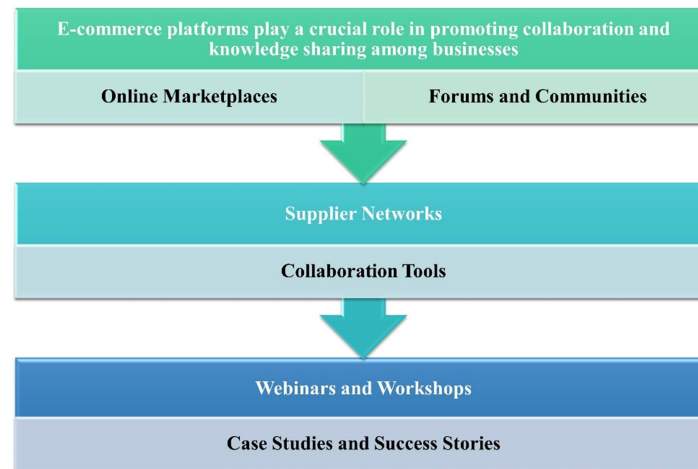 E-commerce platforms play a crucial role in promoting collaboration and
knowledge sharing among businesses
Online Marketplaces
Forums and Communities
Supplier Networks
Collaboration Tools
Webinars and Workshops
Case Studies and Success Stories